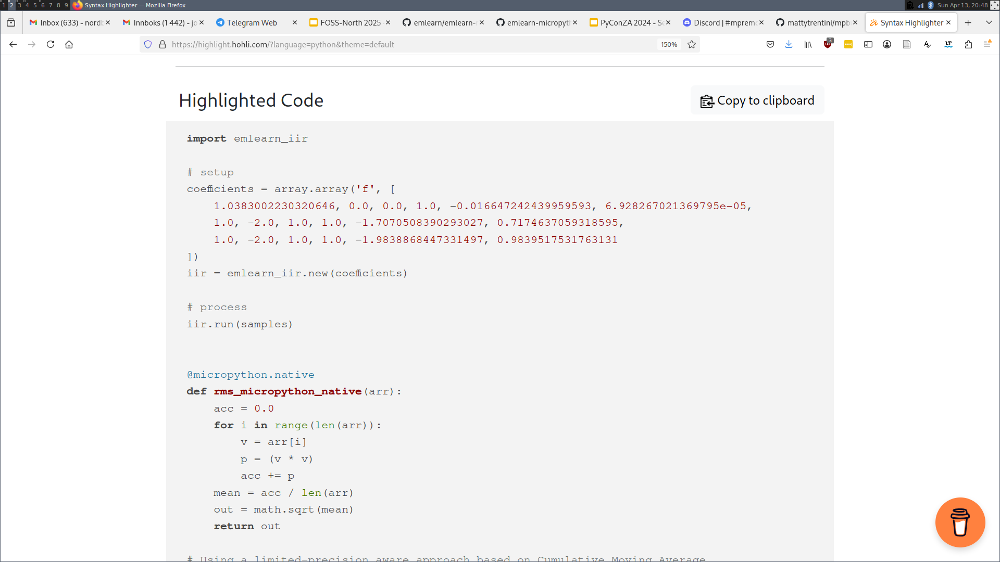 1 2 3 4 5 6 7 8 9 Syntax Highlighter — Mozilla Firefox Sun Apr 13, 20:48
Inbox (633) - nordb Innboks (1 442) - jo Telegram Web FOSS-North 2025 emlearn/emlearn- emlearn-micropyt PyConZA 2024 - Se Discord | #mpremo mattytrentini/mpb Syntax Highlighter
https://highlight.hohli.com/?language=python&theme=default 150% 3
Highlighted Code
Copy to clipboard
import emlearn_iir
# setup
coefficients = array.array('f', [
    1.0383002230320646, 0.0, 0.0, 1.0, -0.016647242439959593, 6.928267021369795e-05,
    1.0, -2.0, 1.0, 1.0, -1.7070508390293027, 0.7174637059318595,
    1.0, -2.0, 1.0, 1.0, -1.9838868447331497, 0.9839517531763131
])
iir = emlearn_iir.new(coefficients)
# process
iir.run(samples)
@micropython.native
def rms_micropython_native(arr):
    acc = 0.0
    for i in range(len(arr)):
        v = arr[i]
        p = (v * v)
        acc += p
    mean = acc / len(arr)
    out = math.sqrt(mean)
    return out
# Using a limited-precision aware approach based on Cumulative Moving Average